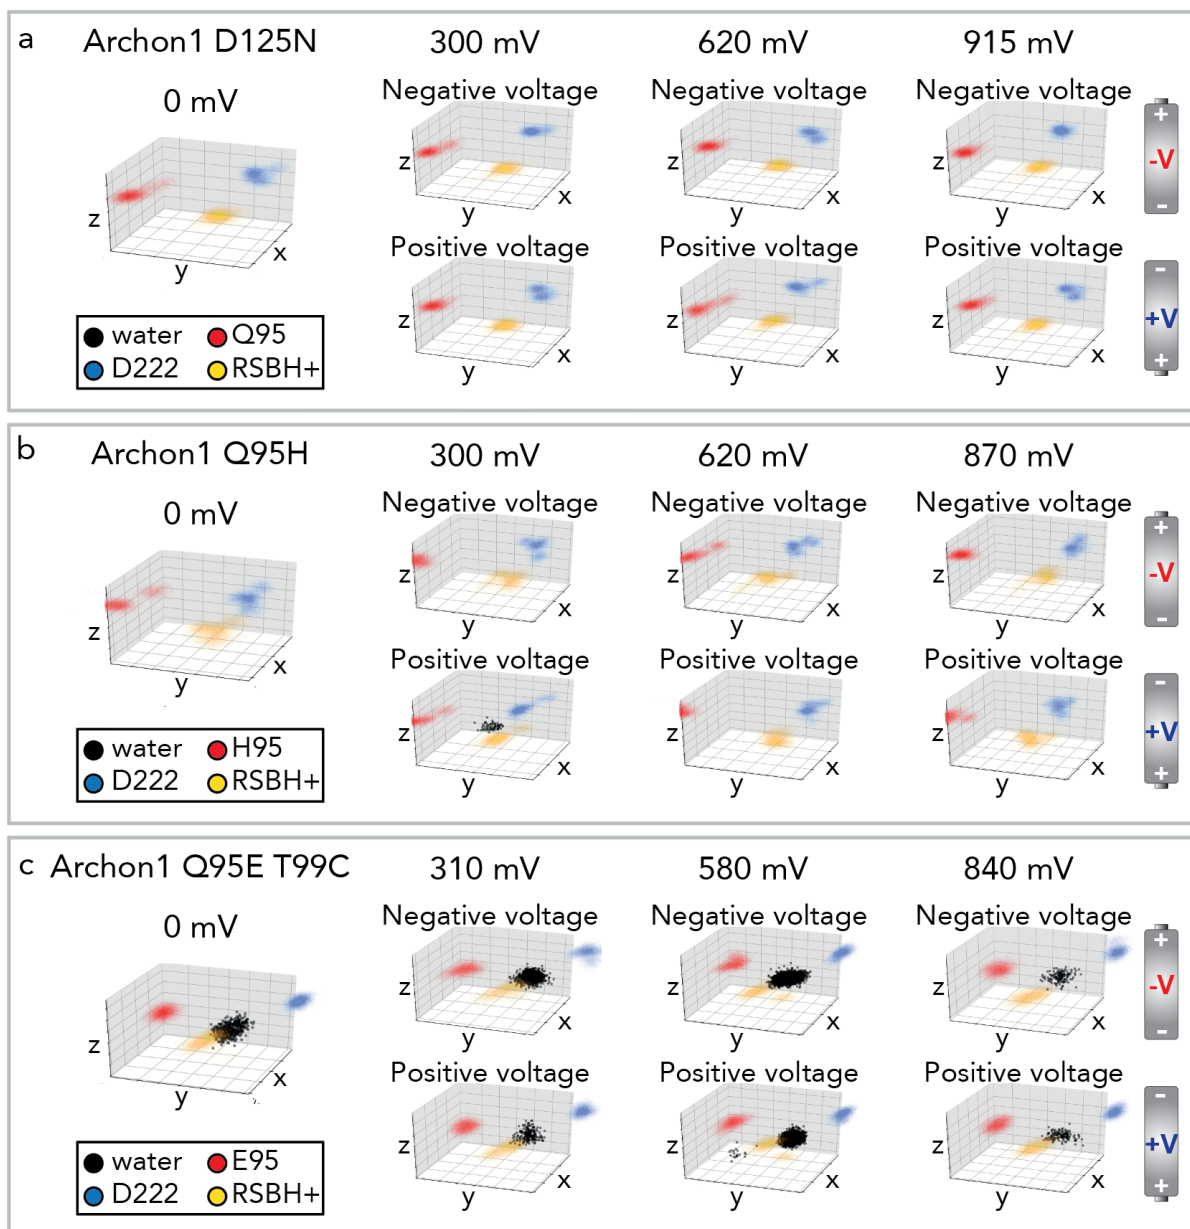 a Archon1 D125N 300 mV 620 mV 915 mV
0 mV
Negative voltage Negative voltage Negative voltage
z y x z y x z y x
z y x
+ -V -
Positive voltage Positive voltage Positive voltage
z y x z y x z y x
- +V +
water Q95
D222 RSBH+
b Archon1 Q95H 300 mV 620 mV 870 mV
0 mV
Negative voltage Negative voltage Negative voltage
z y x z y x z y x
z y x
+ -V -
Positive voltage Positive voltage Positive voltage
z y x z y x z y x
- +V +
water H95
D222 RSBH+
c Archon1 Q95E T99C 310 mV 580 mV 840 mV
0 mV
Negative voltage Negative voltage Negative voltage
z y x z y x z y x
z y x
+ -V -
Positive voltage Positive voltage Positive voltage
z y x z y x z y x
- +V +
water E95
D222 RSBH+